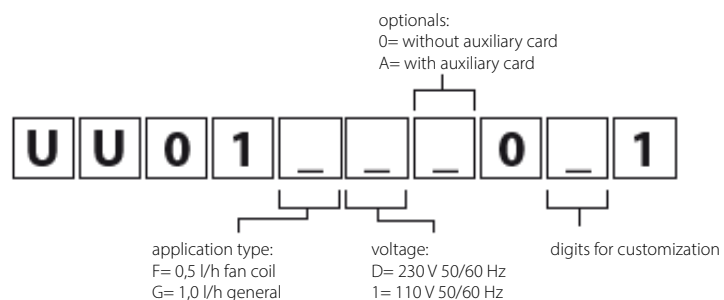 optionals:
0= without auxiliary card
A= with auxiliary card
U U 0 1 _ _ _ 0 _ 1
application type:
F= 0,5 l/h fan coil
G= 1,0 l/h general
voltage:
D= 230 V 50/60 Hz
1= 110 V 50/60 Hz
digits for customization